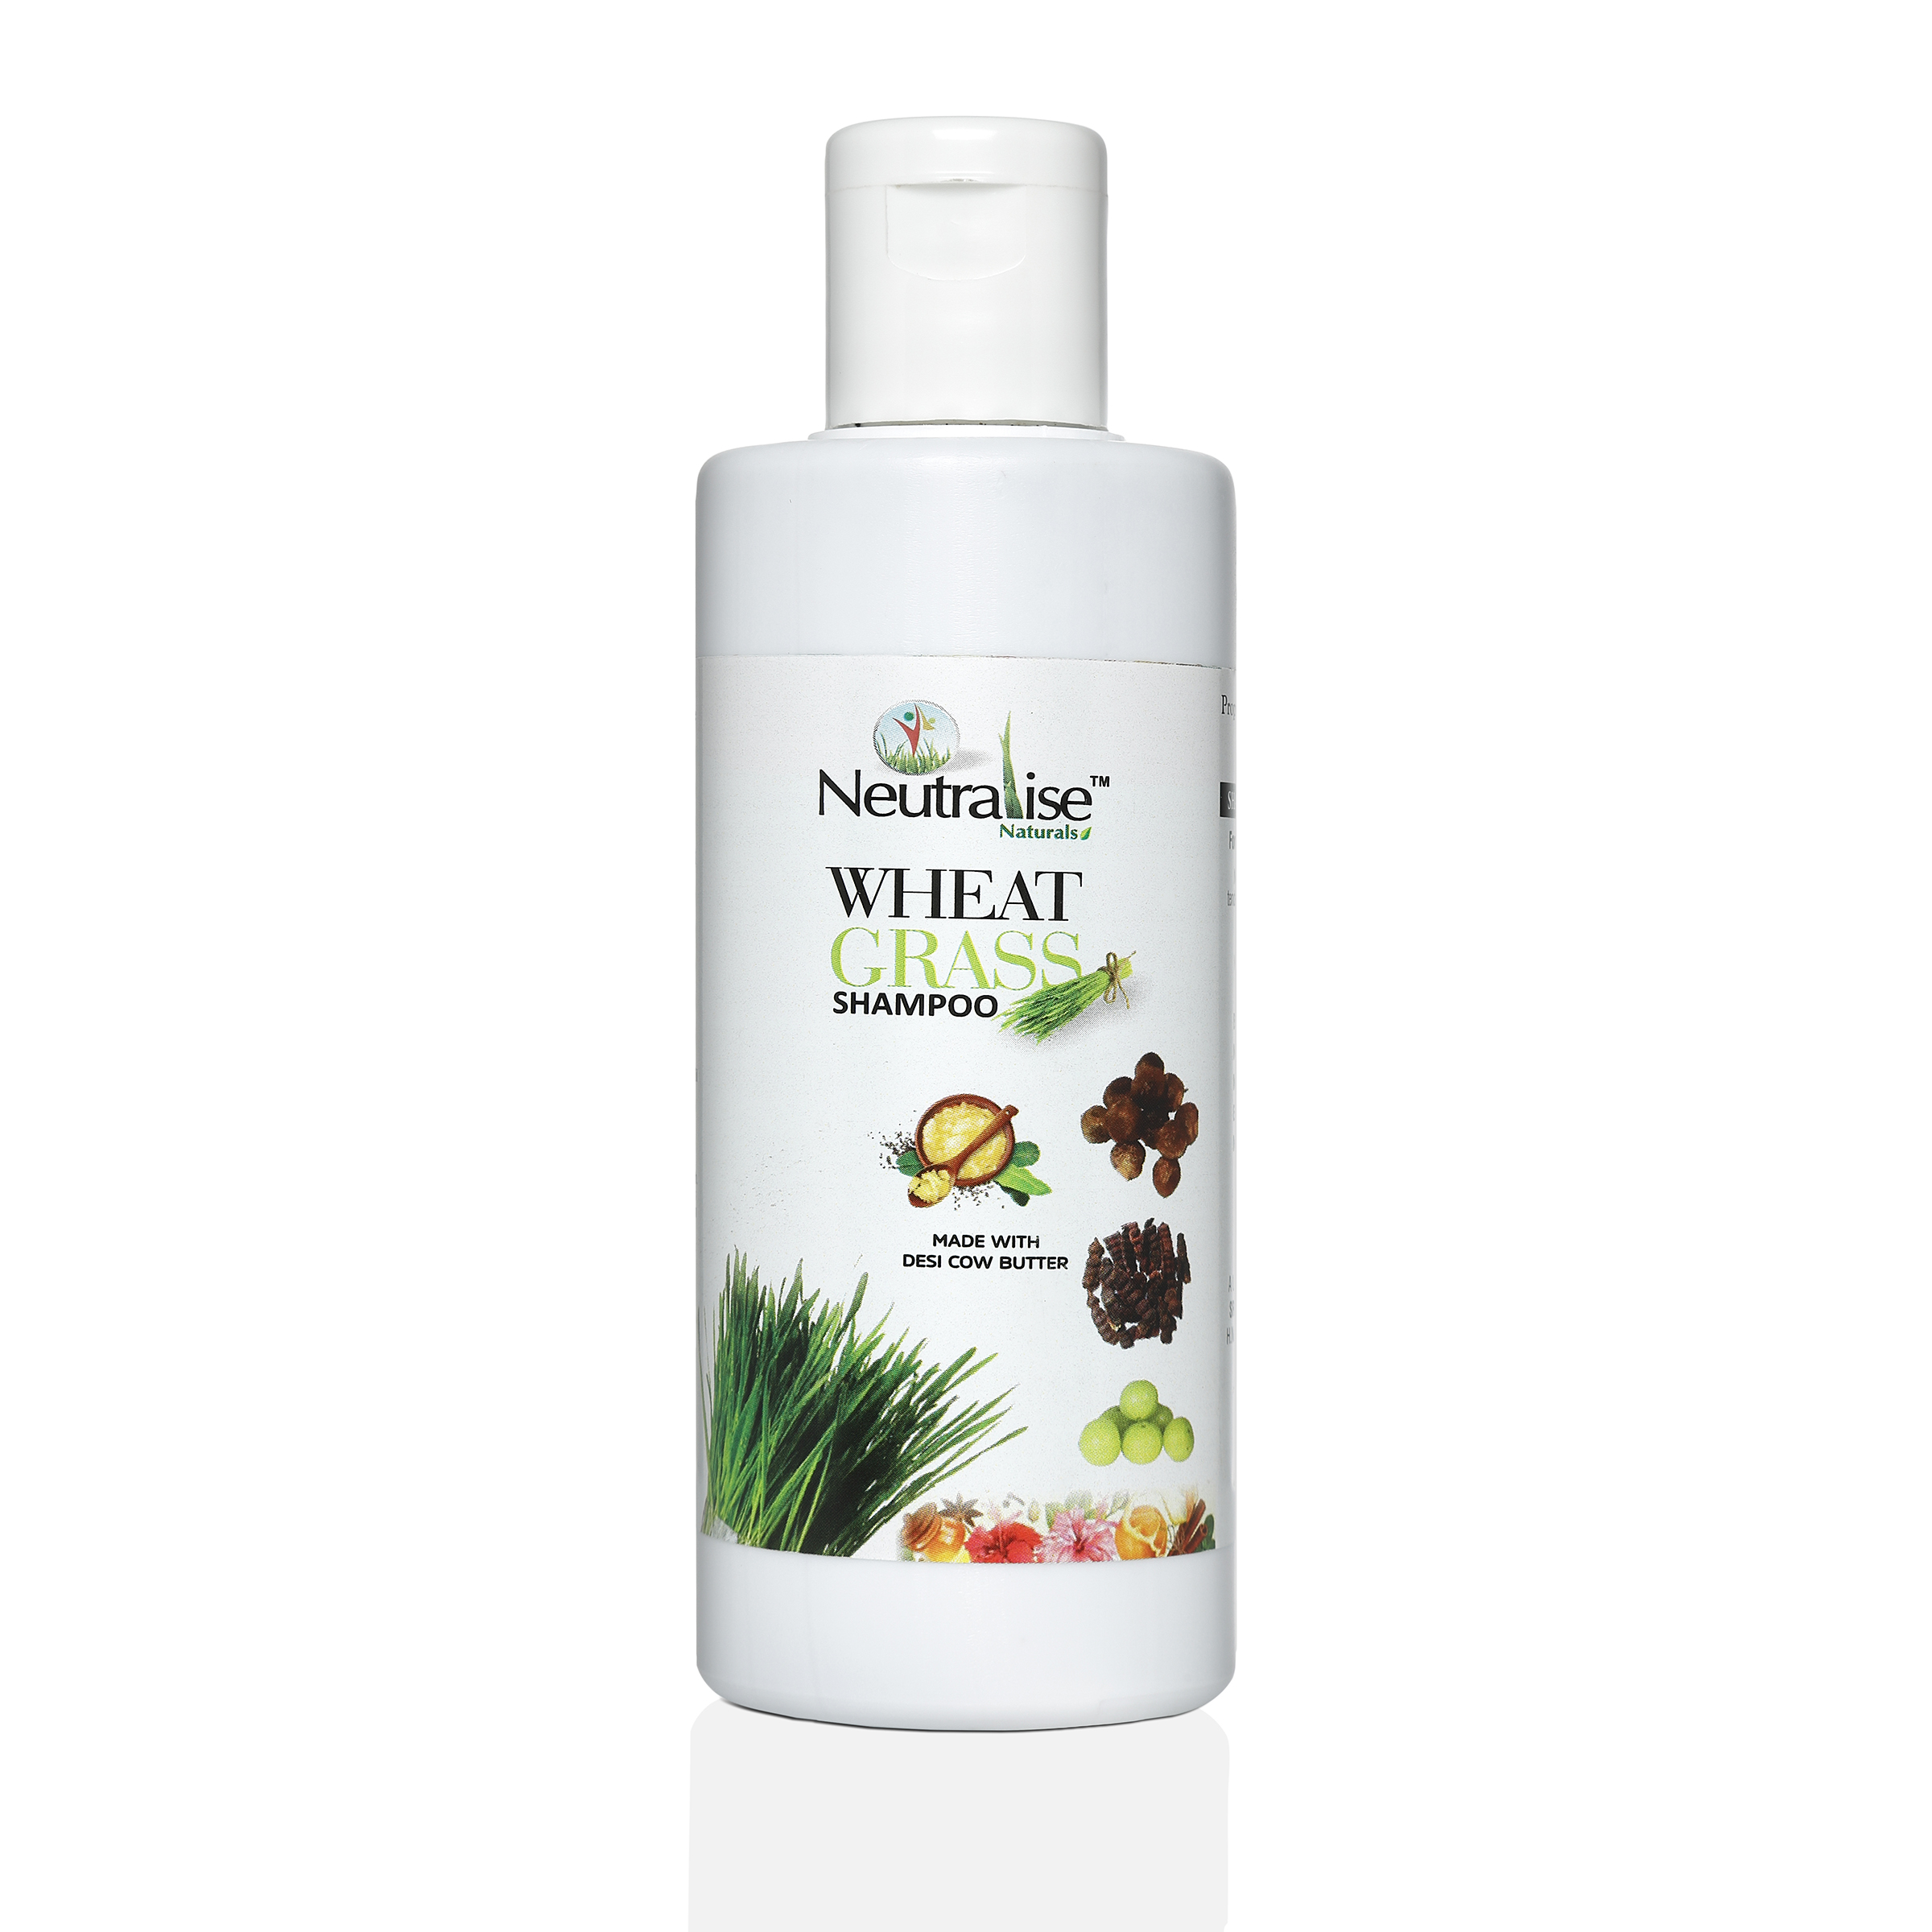 Neutralise™
Naturals
WHEAT
GRASS
SHAMPOO
MADE WITH
DESI COW BUTTER